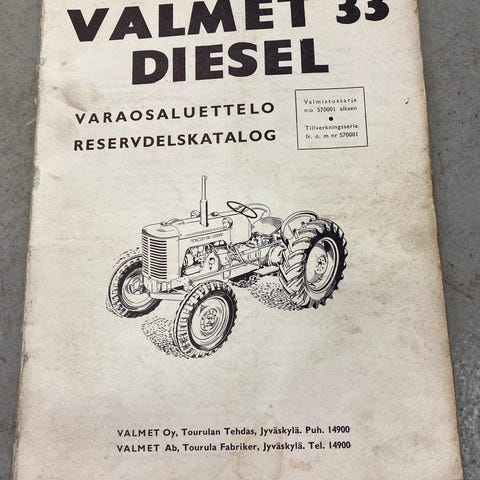 VALMET 33
DIESEL
VARAOSALUETTELO
RESERVDELSKATALOG
Valmistussarja
n:o 570001 alkaen
•
Tillverkningsserie
fr. o. m nr 570001
VALMET Oy, Tourulan Tehdas, Jyväskylä. Puh. 14900
VALMET Ab, Tourula Fabriker, Jyväskylä. Tel. 14900